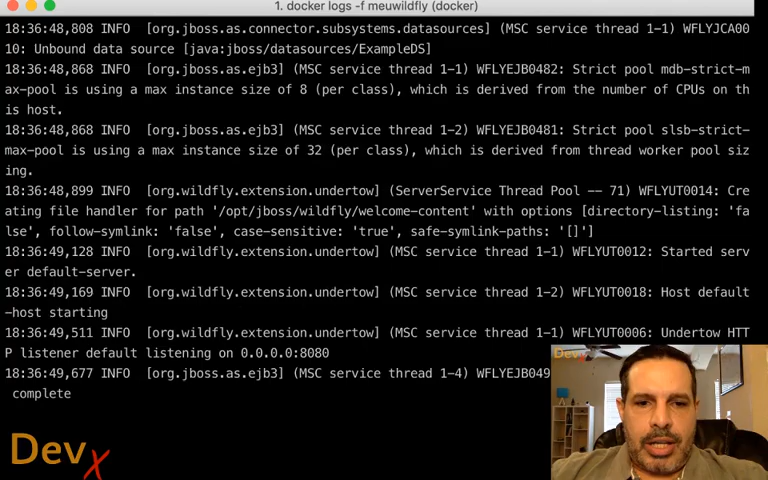 1. docker logs -f meuwildfly (docker)
18:36:48,808 INFO  [org.jboss.as.connector.subsystems.datasources] (MSC service thread 1-1) WFLYJCA00
10: Unbound data source [java:jboss/datasources/ExampleDS]
18:36:48,868 INFO  [org.jboss.as.ejb3] (MSC service thread 1-1) WFLYEJB0482: Strict pool mdb-strict-m
ax-pool is using a max instance size of 8 (per class), which is derived from the number of CPUs on th
is host.
18:36:48,868 INFO  [org.jboss.as.ejb3] (MSC service thread 1-2) WFLYEJB0481: Strict pool slsb-strict-
max-pool is using a max instance size of 32 (per class), which is derived from thread worker pool siz
ing.
18:36:48,899 INFO  [org.wildfly.extension.undertow] (ServerService Thread Pool -- 71) WFLYUT0014: Cre
ating file handler for path '/opt/jboss/wildfly/welcome-content' with options [directory-listing: 'fa
lse', follow-symlink: 'false', case-sensitive: 'true', safe-symlink-paths: '[]']
18:36:49,128 INFO  [org.wildfly.extension.undertow] (MSC service thread 1-1) WFLYUT0012: Started serv
er default-server.
18:36:49,169 INFO  [org.wildfly.extension.undertow] (MSC service thread 1-2) WFLYUT0018: Host default
-host starting
18:36:49,511 INFO  [org.wildfly.extension.undertow] (MSC service thread 1-1) WFLYUT0006: Undertow HTT
P listener default listening on 0.0.0.0:8080
18:36:49,677 INFO  [org.jboss.as.ejb3] (MSC service thread 1-4) WFLYEJB049
complete
Devx
Dev